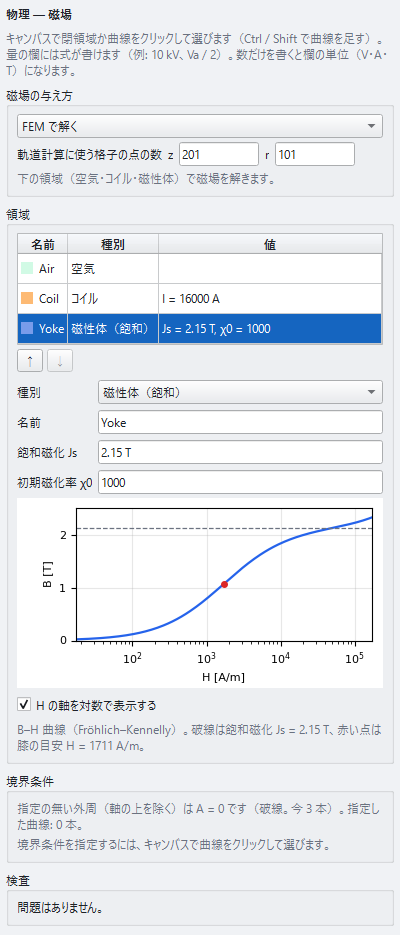 物理 — 磁場
キャンバスで閉領域か曲線をクリックして選びます（Ctrl / Shift で曲線を足す）。
量の欄には式が書けます（例: 10 kV、Va / 2）。数だけを書くと欄の単位（V・A・
T）になります。
磁場の与え方
FEM で解く
軌道計算に使う格子の点の数 z 201 r 101
下の領域（空気・コイル・磁性体）で磁場を解きます。
領域
名前 種別 値
Air 空気
Coil コイル I = 16000 A
Yoke 磁性体（飽和） Js = 2.15 T, χ0 = 1000
↑ ↓
種別 磁性体（飽和）
名前 Yoke
飽和磁化 Js 2.15 T
初期磁化率 χ0 1000
2
1
0
B [T]
10² 10³ 10⁴ 10⁵
H [A/m]
H の軸を対数で表示する
B–H 曲線（Fröhlich–Kennelly）。破線は飽和磁化 Js = 2.15 T、赤い点は
膝の目安 H = 1711 A/m。
境界条件
指定の無い外周（軸の上を除く）は A = 0 です（破線。今 3 本）。指定し
た曲線: 0 本。
境界条件を指定するには、キャンバスで曲線をクリックして選びます。
検査
問題はありません。